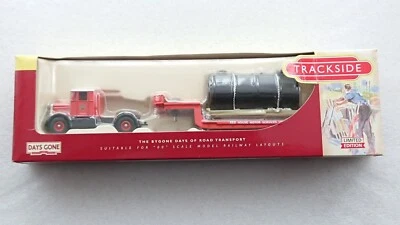 TRACKSIDE
DAYS GONE
THE BYGONE DAYS OF ROAD TRANSPORT
SUITABLE FOR "00" SCALE MODEL RAILWAY LAYOUTS
LIMITED
EDITION